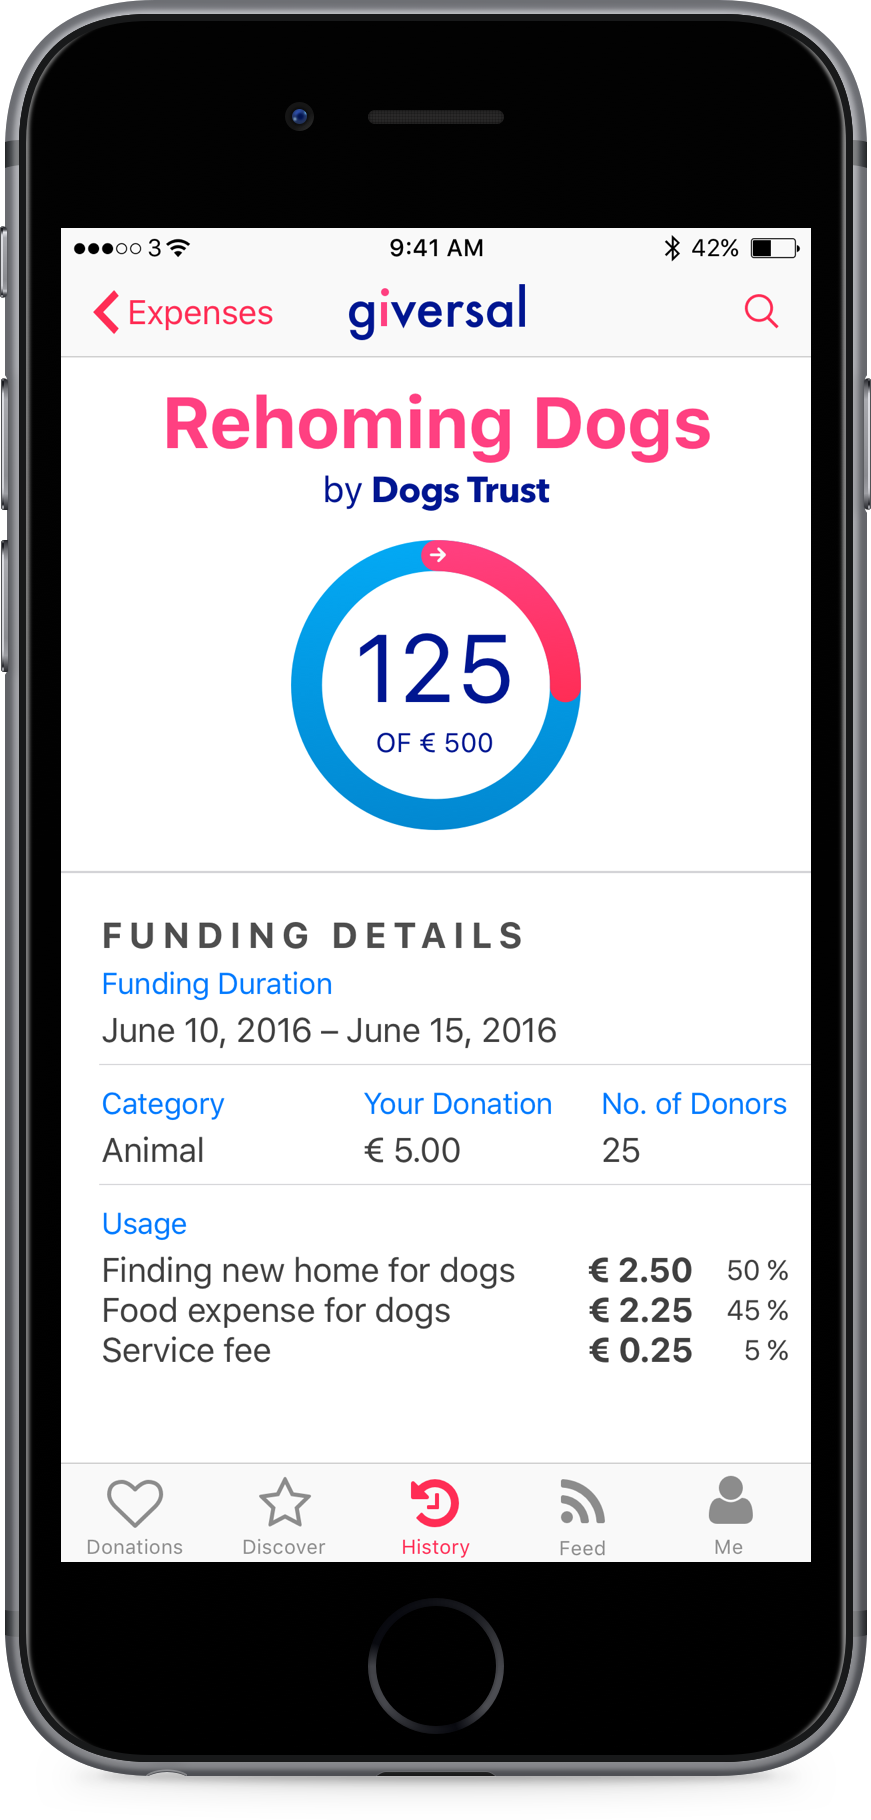 3 9:41 AM 42%
Expenses giversal
Rehoming Dogs
by Dogs Trust
125
OF € 500
FUNDING DETAILS
Funding Duration
June 10, 2016 – June 15, 2016
Category Your Donation No. of Donors
Animal € 5.00 25
Usage
Finding new home for dogs € 2.50 50 %
Food expense for dogs € 2.25 45 %
Service fee € 0.25 5 %
Donations Discover History Feed Me